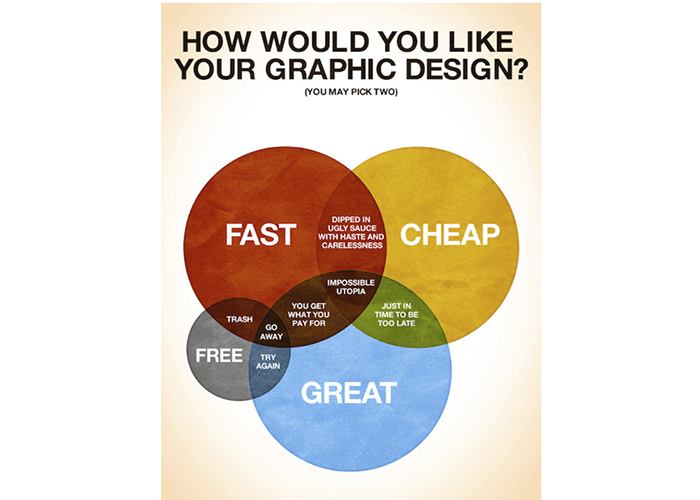 HOW WOULD YOU LIKE
YOUR GRAPHIC DESIGN?
(YOU MAY PICK TWO)
FAST
DIPPED IN
UGLY SAUCE
WITH HASTE AND
CARELESSNESS
CHEAP
IMPOSSIBLE
UTOPIA
YOU GET
WHAT YOU
PAY FOR
JUST IN
TIME TO BE
TOO LATE
TRASH
GO
AWAY
FREE
TRY
AGAIN
GREAT